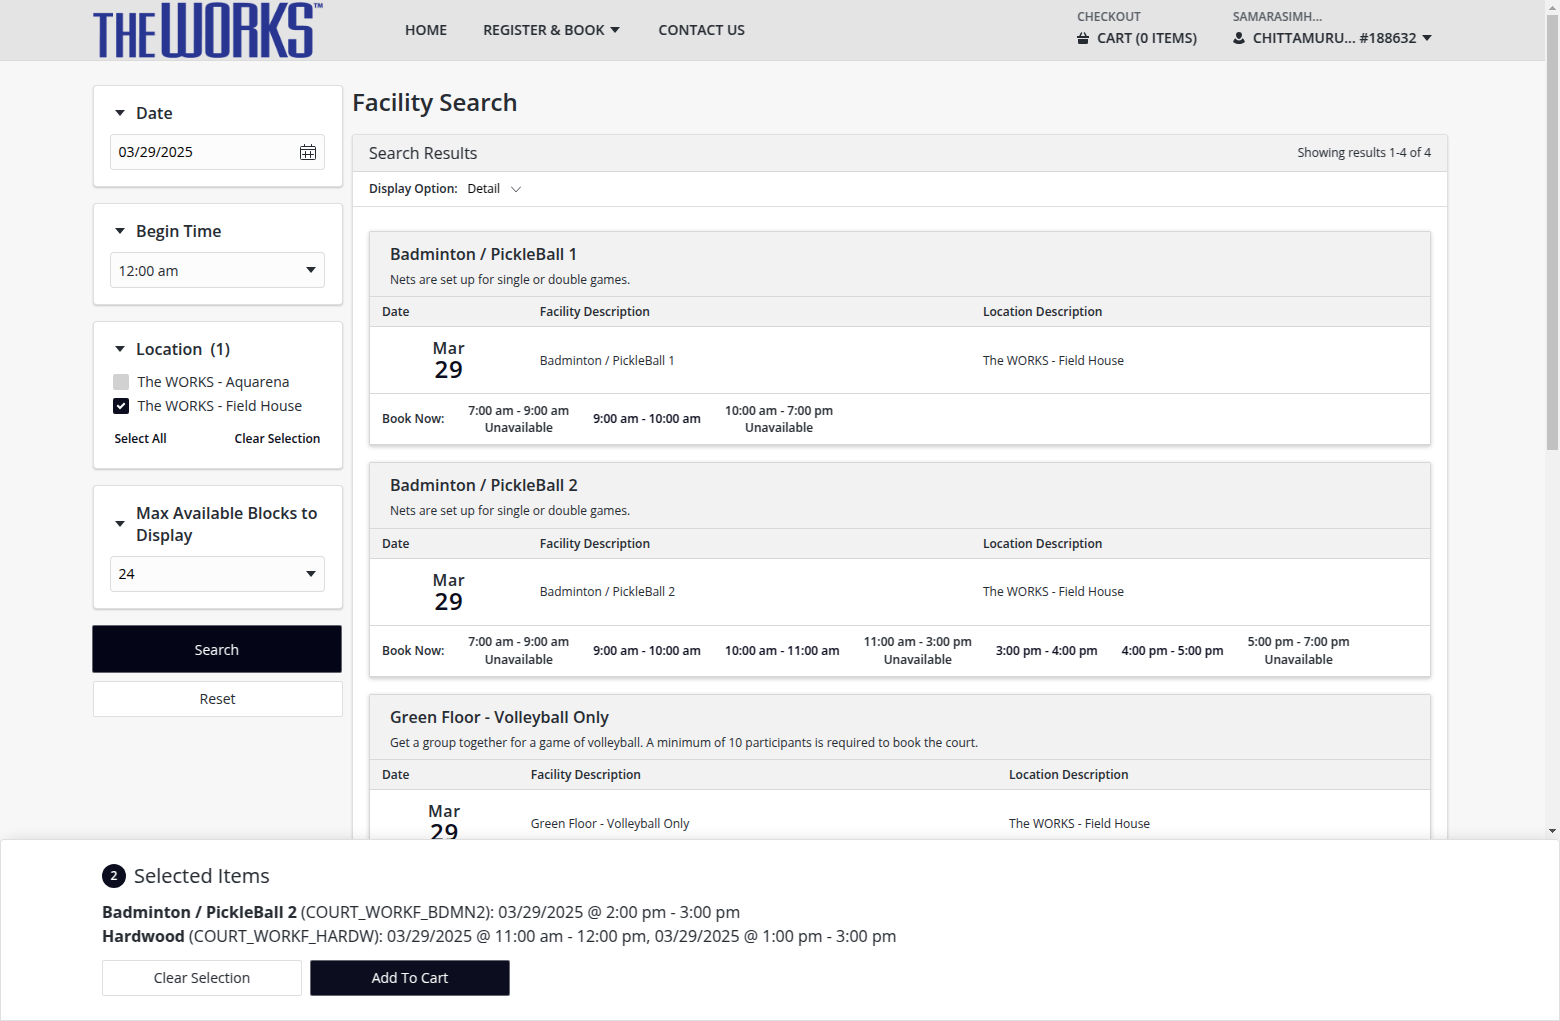 THE WORKS™
HOME
REGISTER & BOOK
CONTACT US
CHECKOUT
CART (0 ITEMS)
SAMARASIMH...
CHITTAMURU... #188632
Date
03/29/2025
Begin Time
12:00 am
Location (1)
The WORKS - Aquarena
The WORKS - Field House
Select All
Clear Selection
Max Available Blocks to
Display
24
Search
Reset
Facility Search
Search Results
Showing results 1-4 of 4
Display Option: Detail
Badminton / PickleBall 1
Nets are set up for single or double games.
Date Facility Description Location Description
Mar
29
Badminton / PickleBall 1
The WORKS - Field House
Book Now:
7:00 am - 9:00 am
Unavailable
9:00 am - 10:00 am
10:00 am - 7:00 pm
Unavailable
Badminton / PickleBall 2
Nets are set up for single or double games.
Date Facility Description Location Description
Mar
29
Badminton / PickleBall 2
The WORKS - Field House
Book Now:
7:00 am - 9:00 am
Unavailable
9:00 am - 10:00 am
10:00 am - 11:00 am
11:00 am - 3:00 pm
Unavailable
3:00 pm - 4:00 pm
4:00 pm - 5:00 pm
5:00 pm - 7:00 pm
Unavailable
Green Floor - Volleyball Only
Get a group together for a game of volleyball. A minimum of 10 participants is required to book the court.
Date Facility Description Location Description
Mar
29
Green Floor - Volleyball Only
The WORKS - Field House
2 Selected Items
Badminton / PickleBall 2 (COURT_WORKF_BDMN2): 03/29/2025 @ 2:00 pm - 3:00 pm
Hardwood (COURT_WORKF_HARDW): 03/29/2025 @ 11:00 am - 12:00 pm, 03/29/2025 @ 1:00 pm - 3:00 pm
Clear Selection
Add To Cart